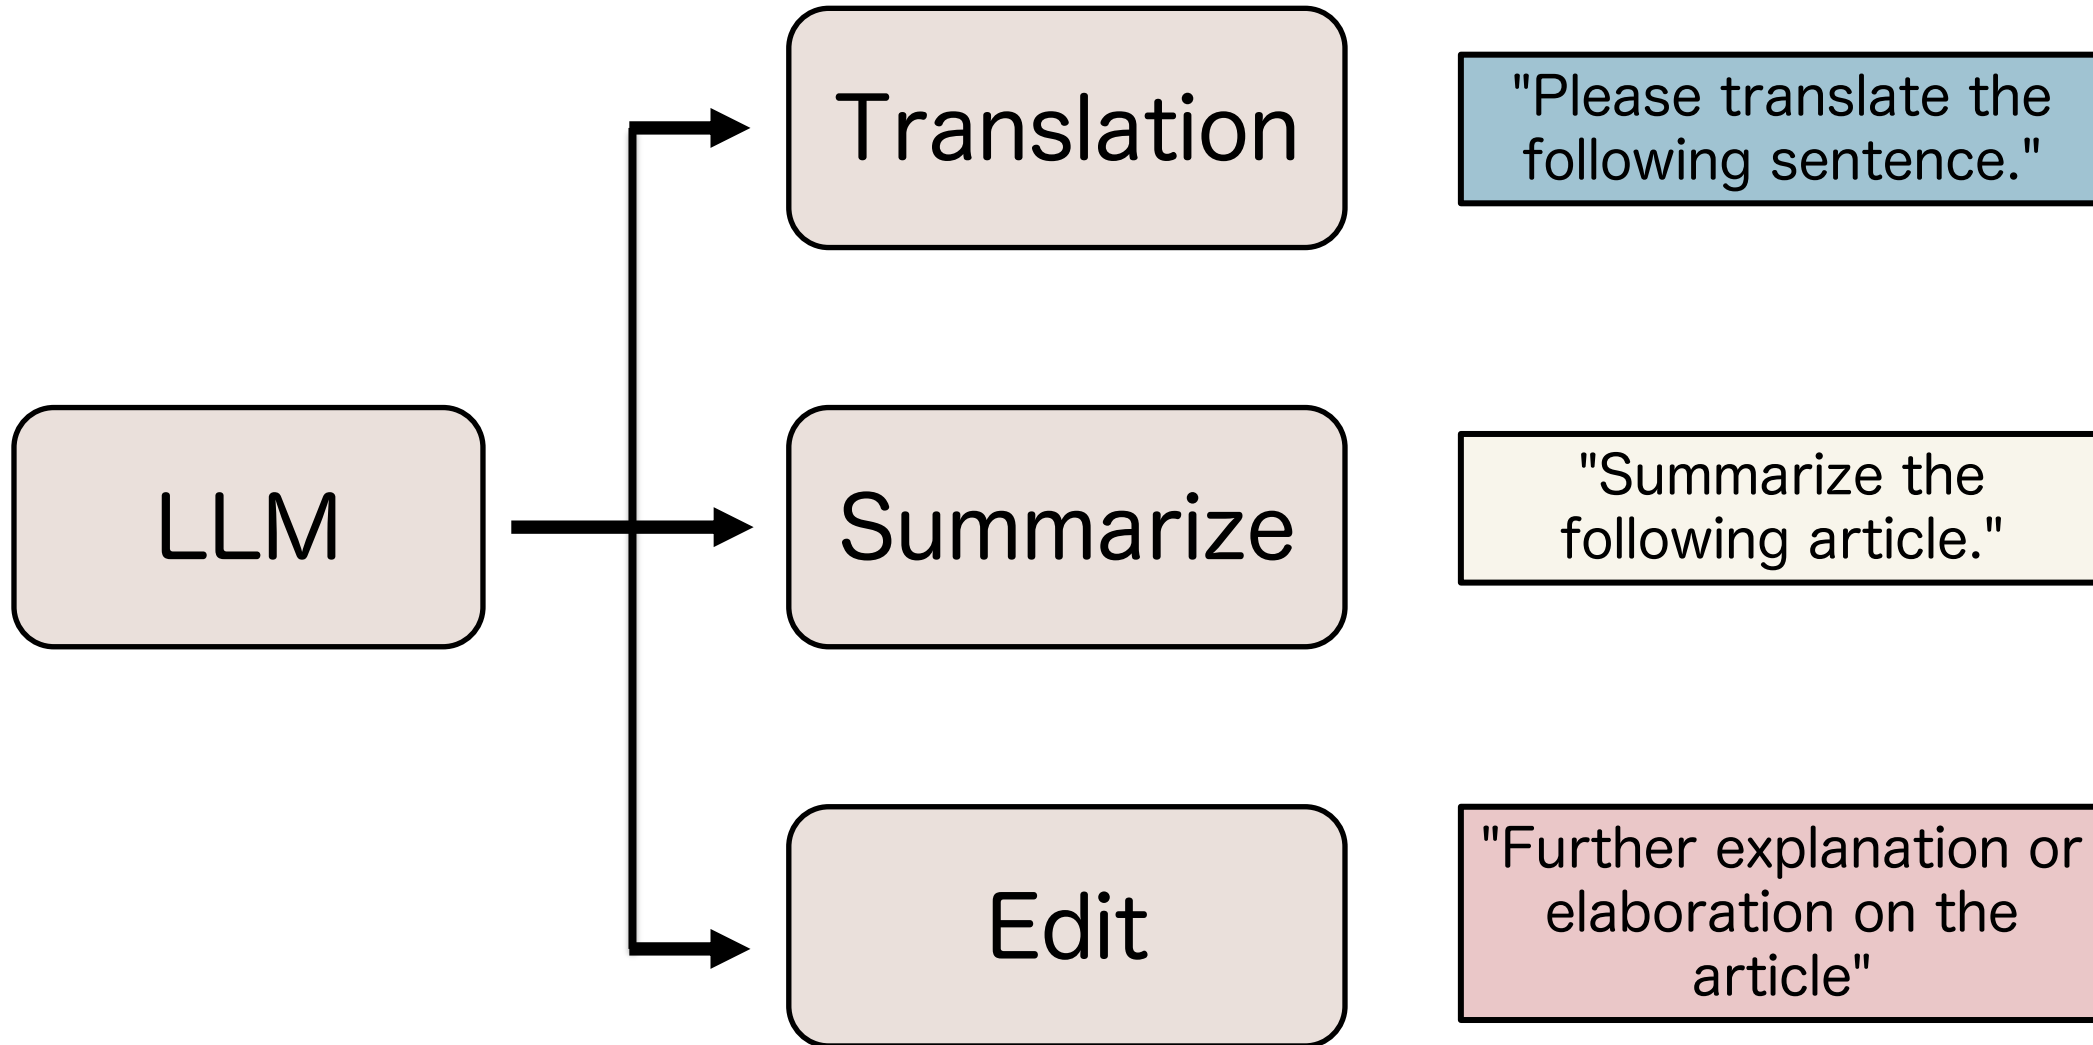 Translation
"Please translate the
following sentence."
LLM
Summarize
"Summarize the
following article."
Edit
"Further explanation or
elaboration on the
article"